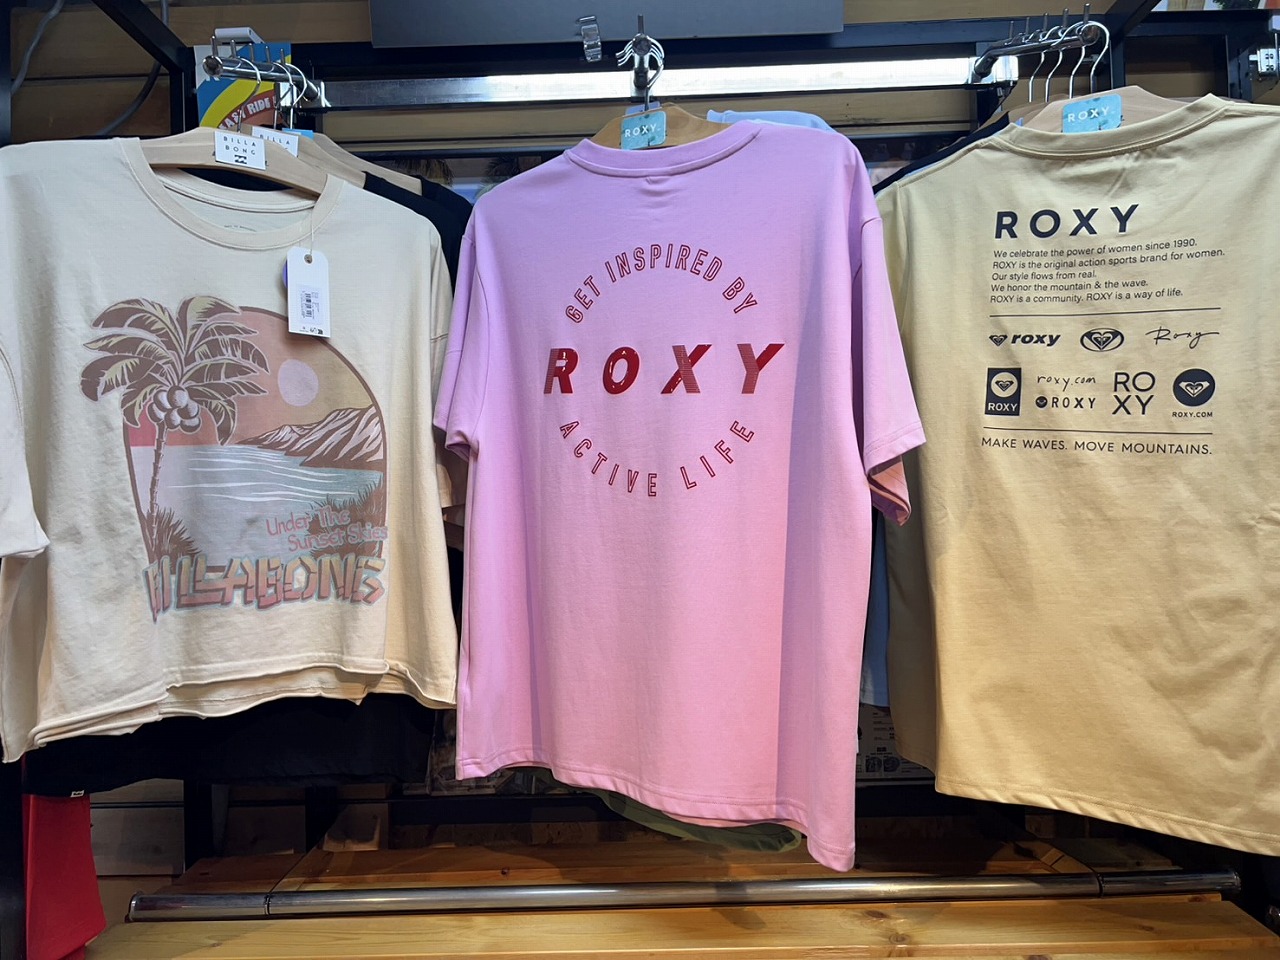 AST RIDE
BILLA
BONG
BILLA
Under The
Sunset Skies
BILLABONG
ROXY
GET INSPIRED BY
ROXY
ACTIVE LIFE
ROXY
ROXY
We celebrate the power of women since 1990.
ROXY is the original action sports brand for women.
Our style flows from real.
We honor the mountain & the wave.
ROXY is a community. ROXY is a way of life.
roxy
Roxy
ROXY
roxy.com
ROXY
RO
XY
ROXY.COM
MAKE WAVES. MOVE MOUNTAINS.